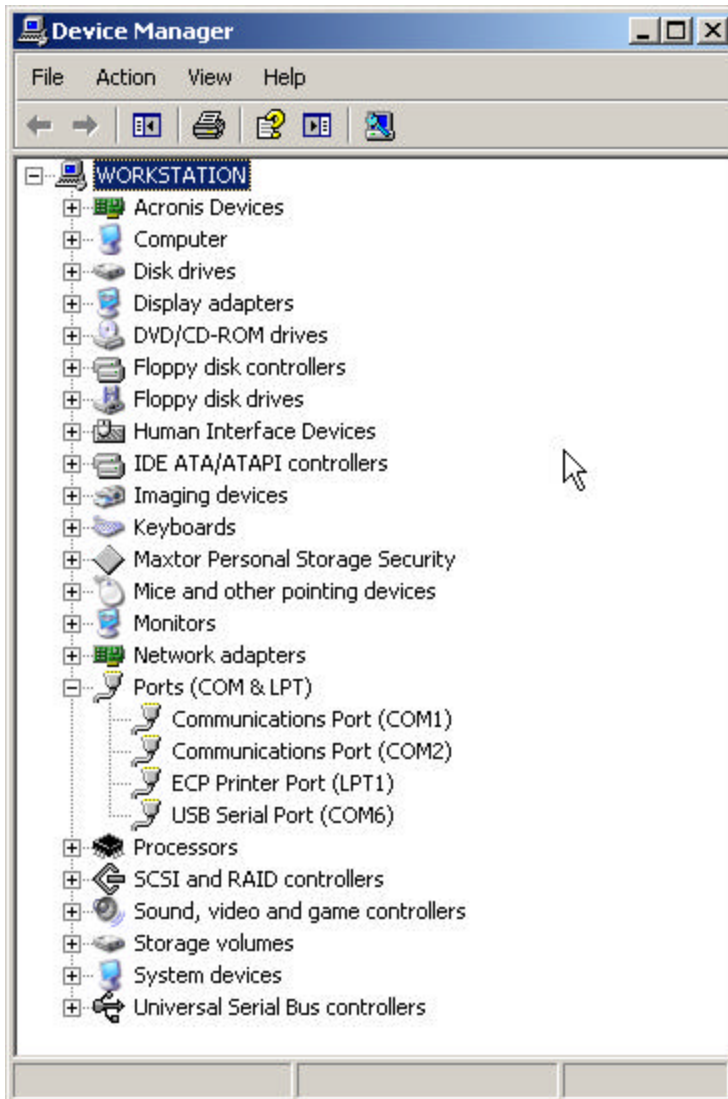 Device Manager
File Action View Help
WORKSTATION
Acronis Devices
Computer
Disk drives
Display adapters
DVD/CD-ROM drives
Floppy disk controllers
Floppy disk drives
Human Interface Devices
IDE ATA/ATAPI controllers
Imaging devices
Keyboards
Maxtor Personal Storage Security
Mice and other pointing devices
Monitors
Network adapters
Ports (COM & LPT)
Communications Port (COM1)
Communications Port (COM2)
ECP Printer Port (LPT1)
USB Serial Port (COM6)
Processors
SCSI and RAID controllers
Sound, video and game controllers
Storage volumes
System devices
Universal Serial Bus controllers